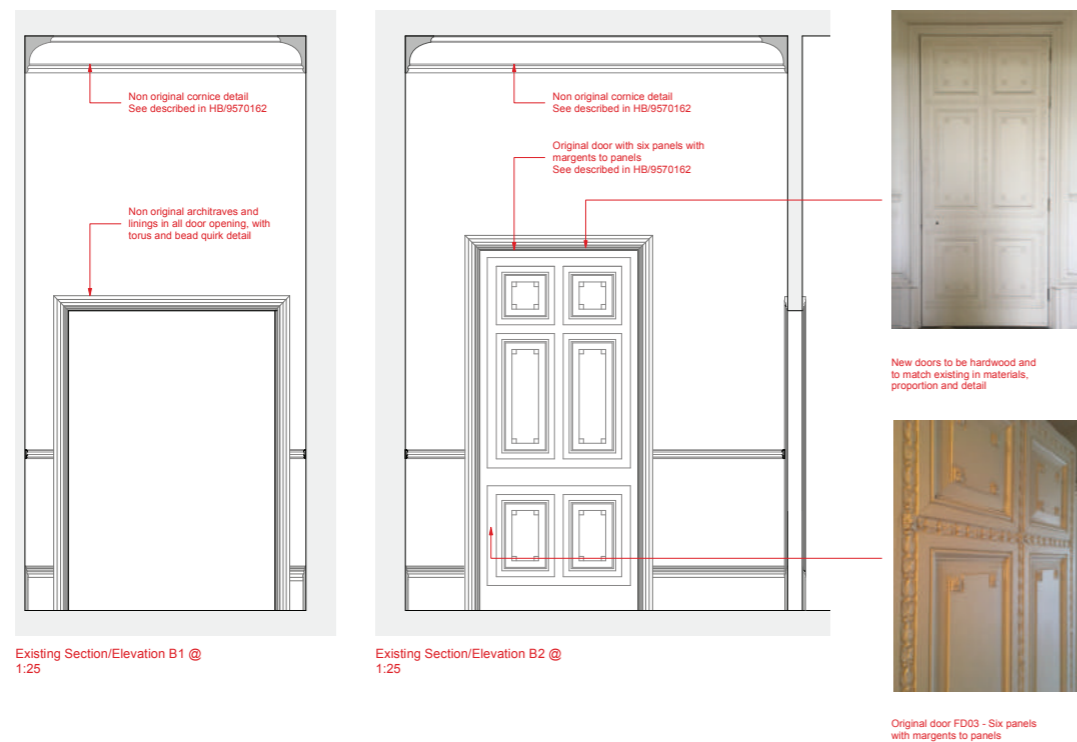 Non original cornice detail
See described in HB/9570162
Non original architraves and
linings in all door opening, with
torus and bead quirk detail
Existing Section/Elevation B1 @
1:25
Non original cornice detail
See described in HB/9570162
Original door with six panels with
margents to panels
See described in HB/9570162
Existing Section/Elevation B2 @
1:25
New doors to be hardwood and
to match existing in materials,
proportion and detail
Original door FD03 - Six panels
with margents to panels